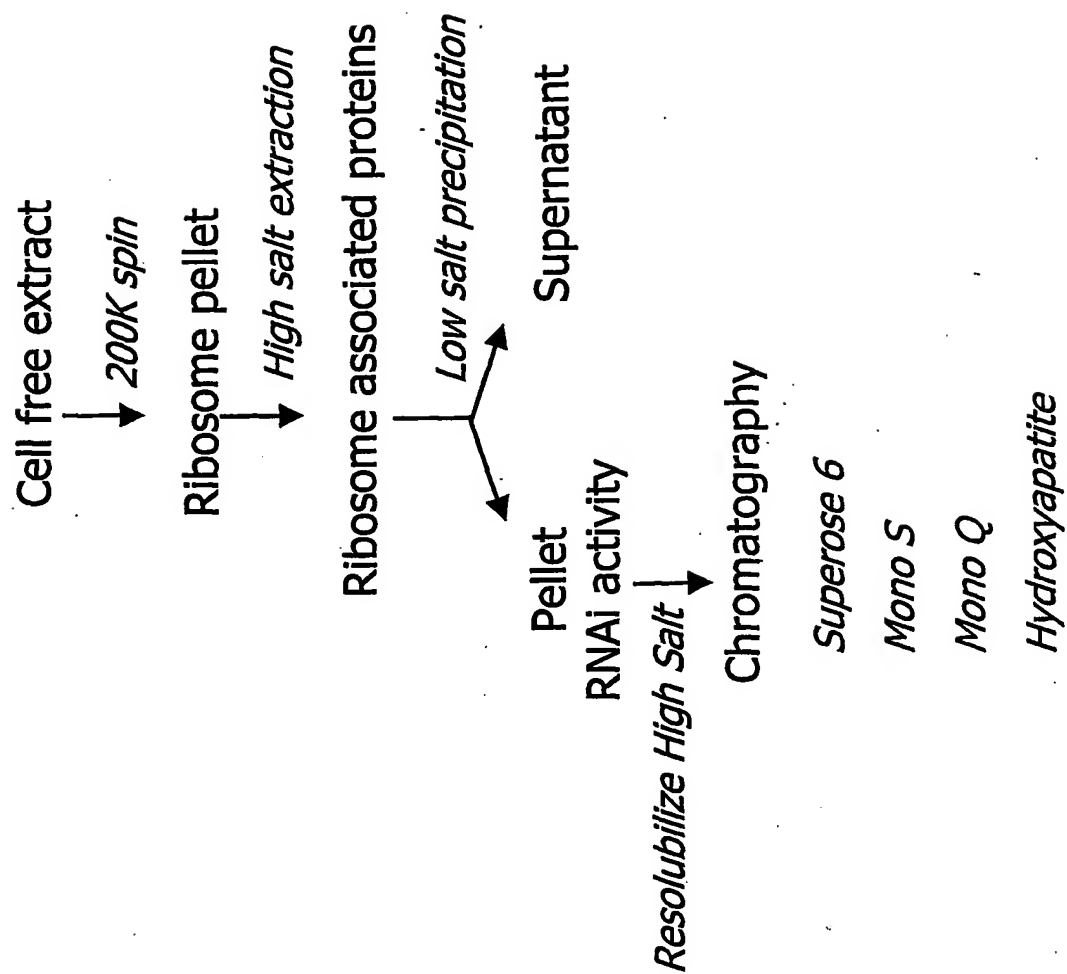 Cell free extract
200K spin
Ribosome pellet
High salt extraction
Ribosome associated proteins
Low salt precipitation
Pellet
Supernatant
RNAi activity
Resolubilize High Salt
Chromatography
Superose 6
Mono S
Mono Q
Hydroxyapatite